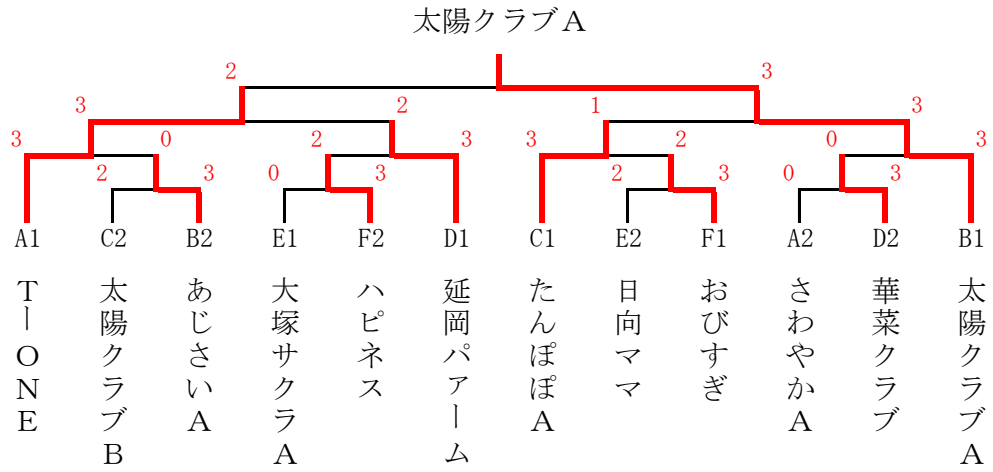 太陽クラブA
2 3
3 2 1 3
3 0 2 3 3 2 0 3
2 3 0 3 2 3 0 3
A1 C2 B2 E1 F2 D1 C1 E2 F1 A2 D2 B1
T－ONE
太陽クラブB
あじさいA
大塚サクラA
ハピネス
延岡パァーム
たんぽぽA
日向ママ
おびすぎ
さわやかA
華菜クラブ
太陽クラブA